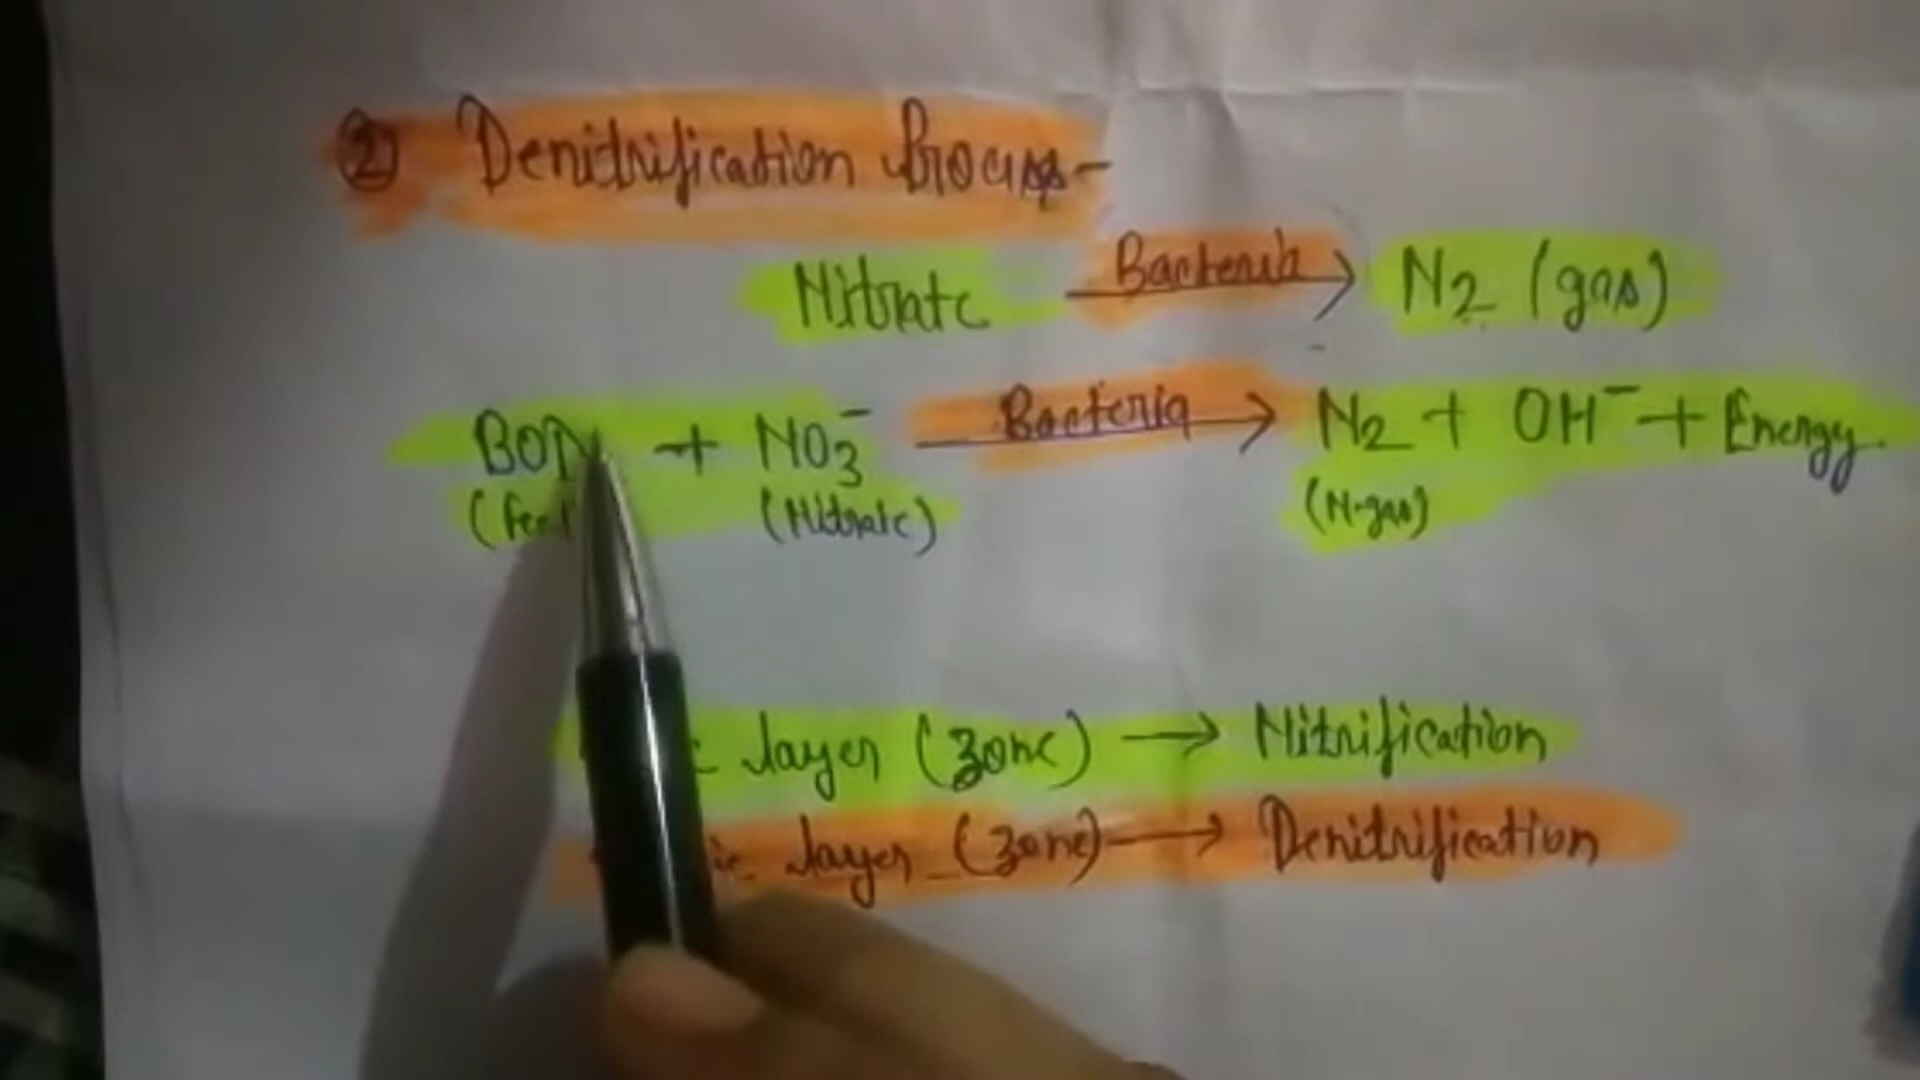 ② Denitrification Process-
Nitrate Bacteria → N2 (gas)
BOD + NO3⁻ Bacteria → N2 + OH⁻ + Energy.
(Nitrate) (N-gas)
layer (zone) → Nitrification
layer (zone) → Denitrification